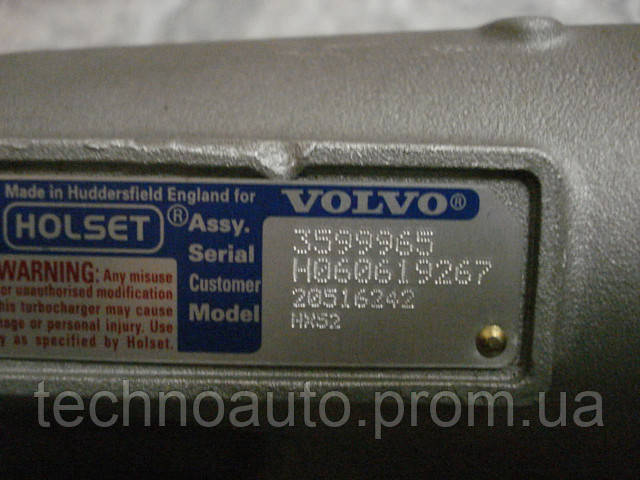 Made in Huddersfield England for VOLVO®
HOLSET® Assy. 3599965
Serial H060619267
Customer 20516242
Model HX52
WARNING: Any misuse
or unauthorised modification
this turbocharger may cause
damage or personal injury. Use
y as specified by Holset.
technoauto.prom.ua